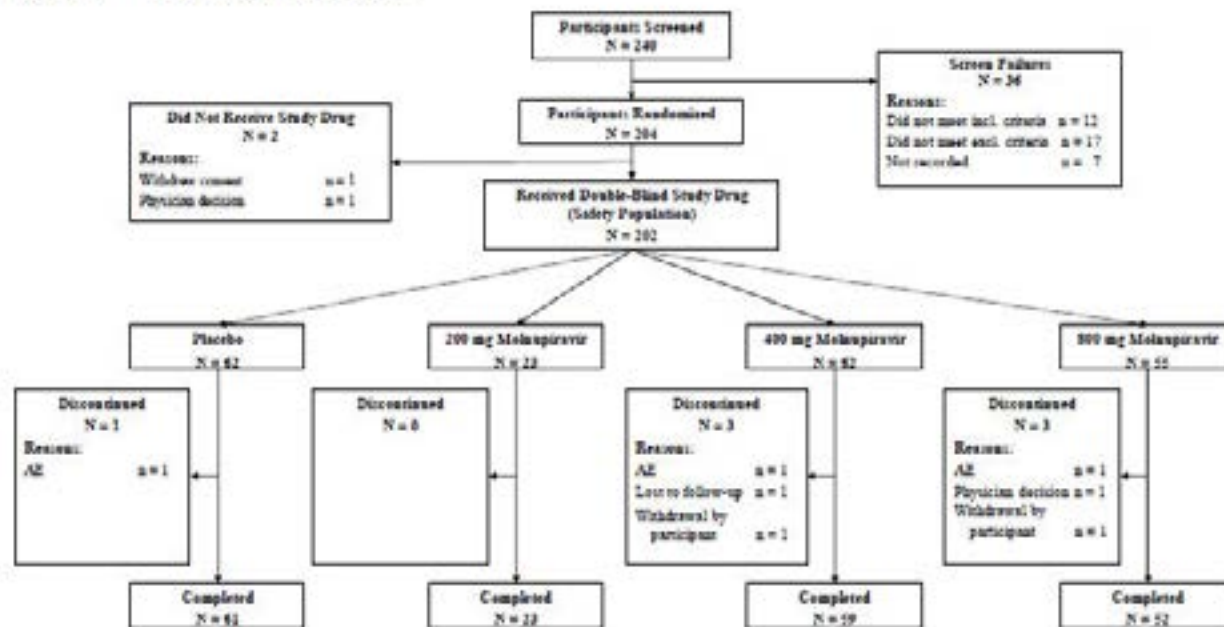 Participants Screened
N = 240
Screen Failures
N = 36
Reasons:
Did not meet incl. criteria n = 12
Did not meet excl. criteria n = 17
Not recorded n = 7
Participants Randomized
N = 204
Did Not Receive Study Drug
N = 2
Reasons:
Withdrew consent n = 1
Physician decision n = 1
Received Double-Blind Study Drug
(Safety Population)
N = 202
Placebo
N = 62
200 mg Molnupiravir
N = 23
400 mg Molnupiravir
N = 62
800 mg Molnupiravir
N = 55
Discontinued
N = 1
Reasons:
AE n = 1
Discontinued
N = 0
Discontinued
N = 3
Reasons:
AE n = 1
Lost to follow-up n = 1
Withdrawal by
participant n = 1
Discontinued
N = 3
Reasons:
AE n = 1
Physician decision n = 1
Withdrawal by
participant n = 1
Completed
N = 61
Completed
N = 23
Completed
N = 59
Completed
N = 52